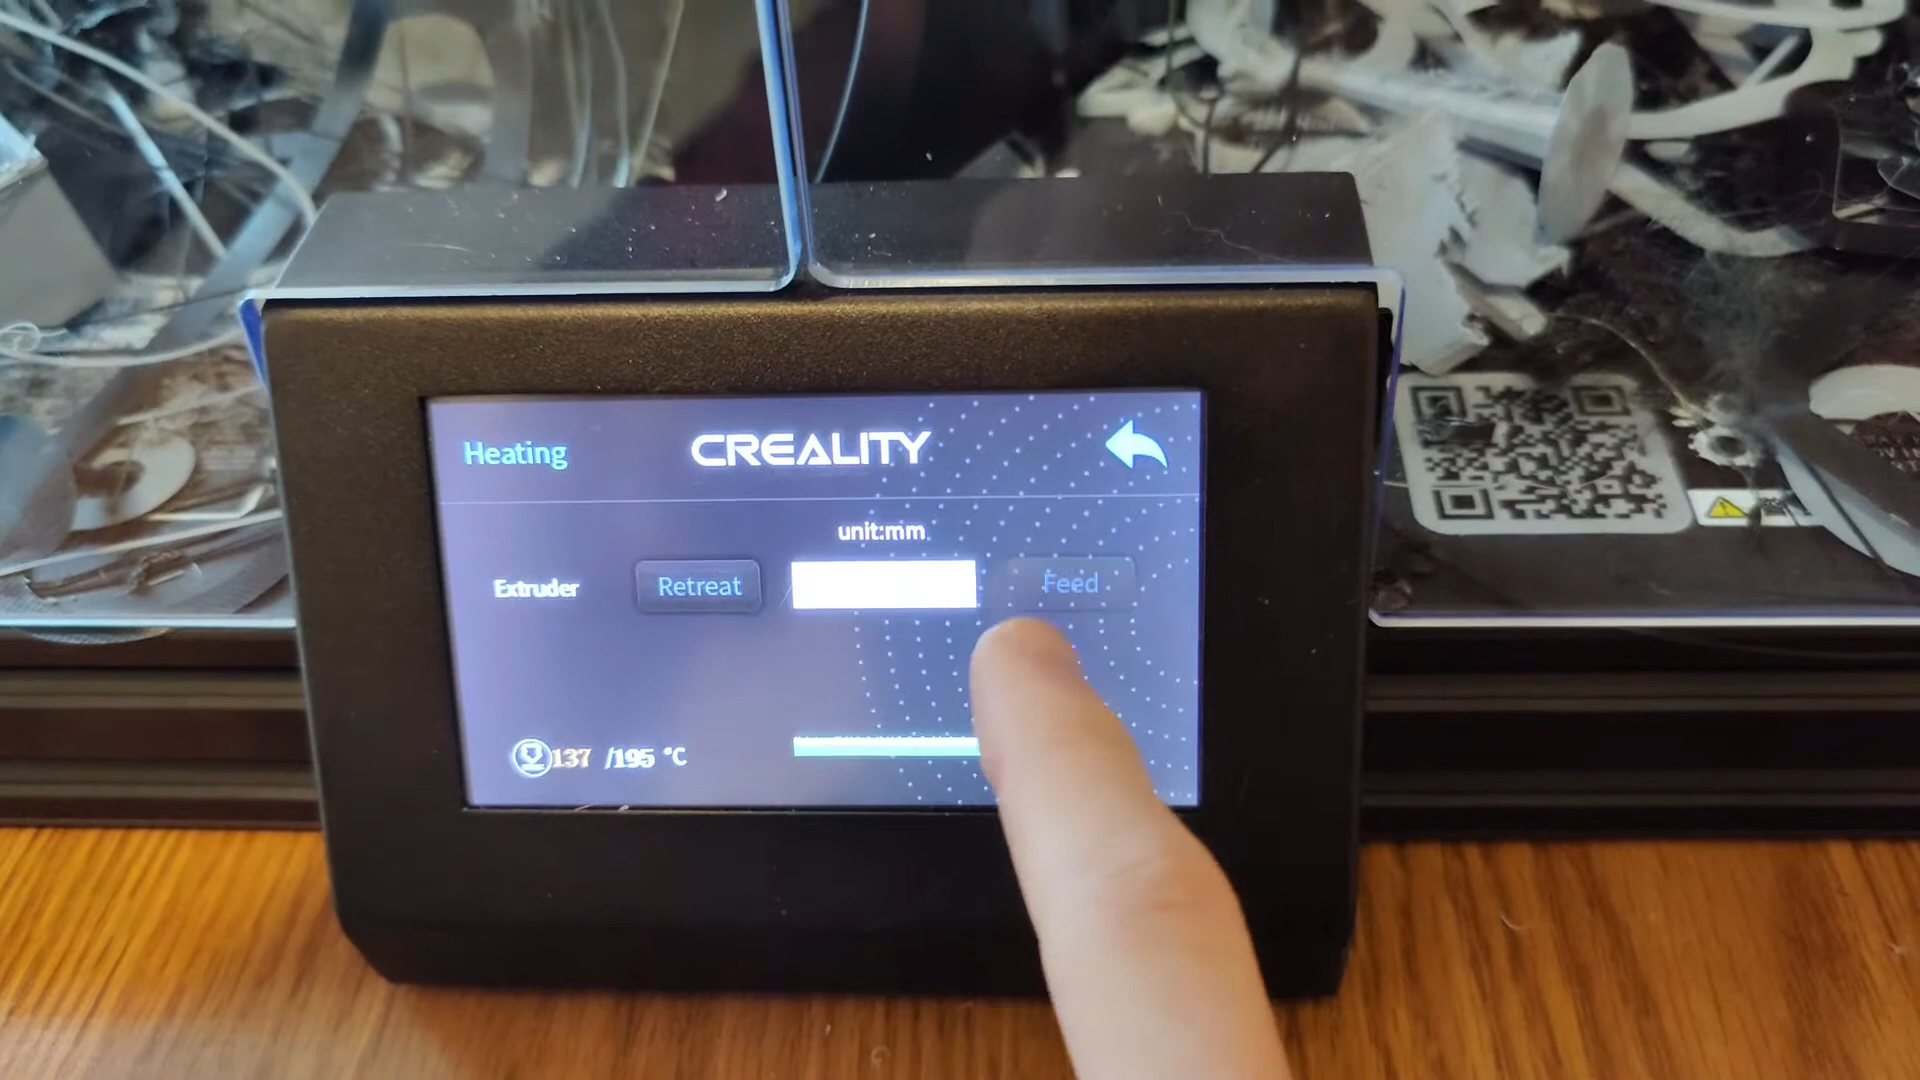 Heating
CREALITY
unit:mm
Extruder
Retreat
Feed
137 /195 °C